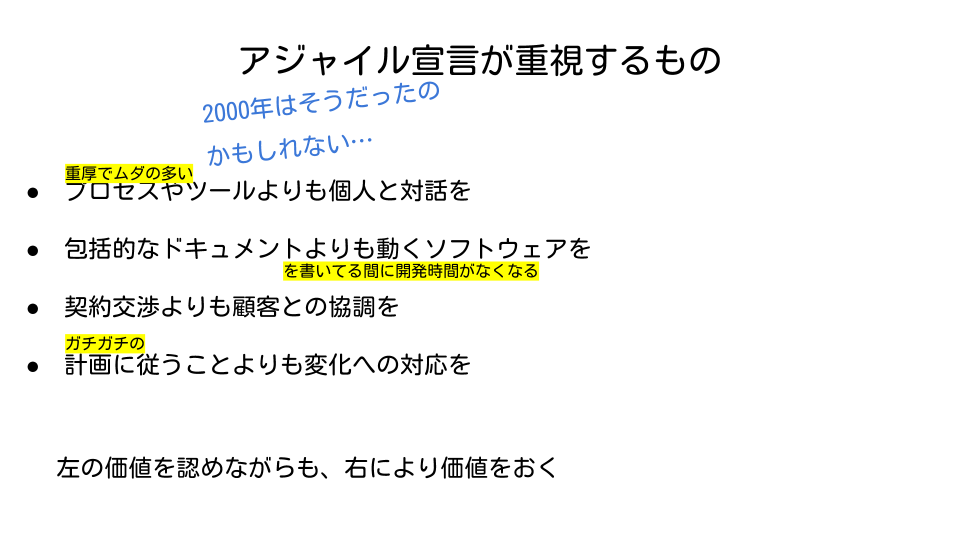 アジャイル宣言が重視するもの
2000年はそうだったの
かもしれない…
重厚でムダの多い
● プロセスやツールよりも個人と対話を
● 包括的なドキュメントよりも動くソフトウェアを
を書いてる間に開発時間がなくなる
● 契約交渉よりも顧客との協調を
ガチガチの
● 計画に従うことよりも変化への対応を
左の価値を認めながらも、右により価値をおく